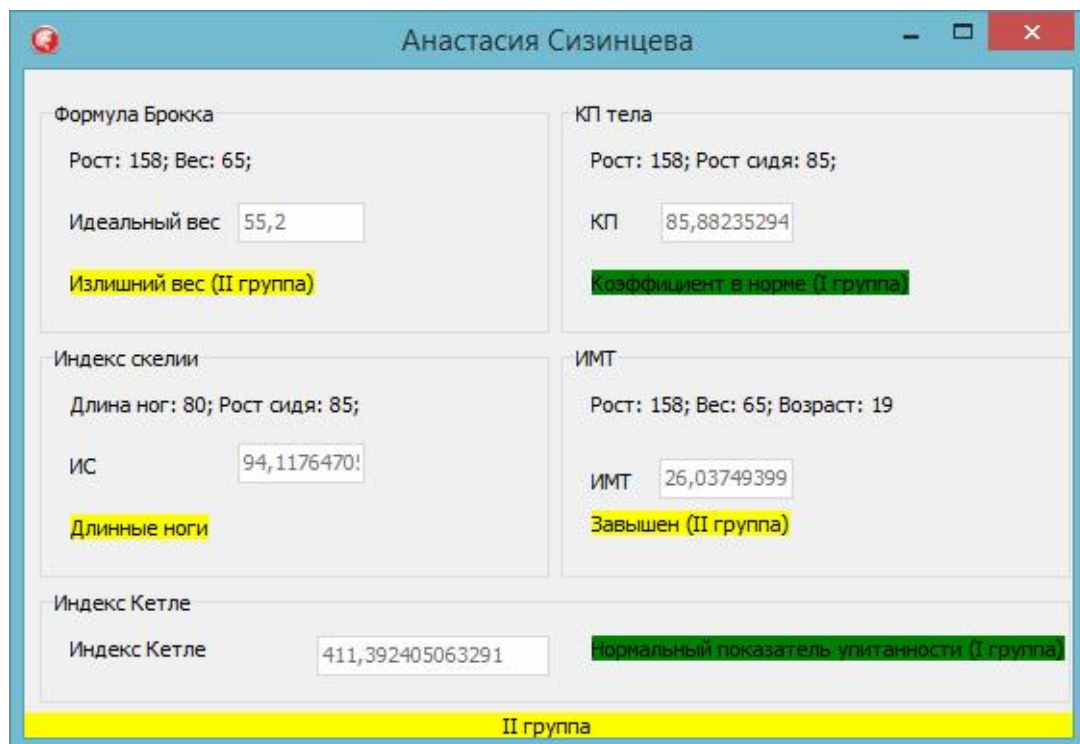 Анастасия Сизинцева
Формула Брокка
Рост: 158; Вес: 65;
Идеальный вес 55,2
Излишний вес (II группа)
КП тела
Рост: 158; Рост сидя: 85;
КП 85,88235294
Коэффициент в норме (I группа)
Индекс скелии
Длина ног: 80; Рост сидя: 85;
ИС 94,11764705
Длинные ноги
ИМТ
Рост: 158; Вес: 65; Возраст: 19
ИМТ 26,03749399
Завышен (II группа)
Индекс Кетле
Индекс Кетле 411,392405063291
Нормальный показатель упитанности (I группа)
II группа